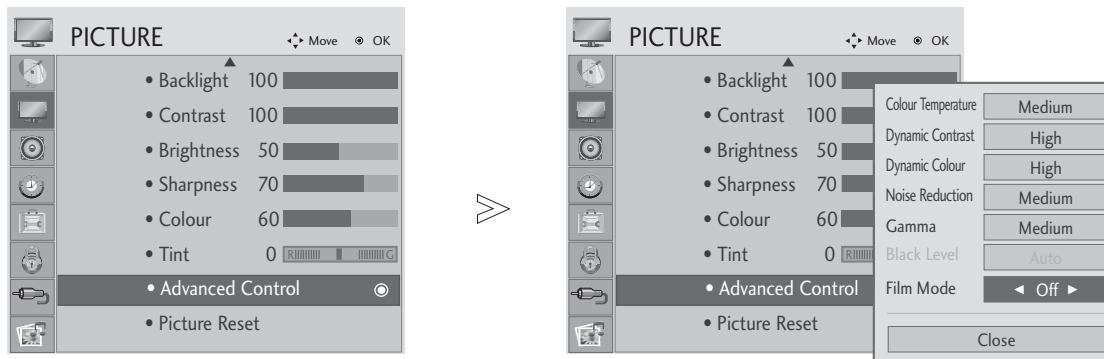 PICTURE
Move OK
• Backlight 100
• Contrast 100
• Brightness 50
• Sharpness 70
• Colour 60
• Tint 0 R G
• Advanced Control
• Picture Reset
PICTURE
Move OK
• Backlight 100
• Contrast 100
• Brightness 50
• Sharpness 70
• Colour 60
• Tint 0 R
• Advanced Control
• Picture Reset
Colour Temperature Medium
Dynamic Contrast High
Dynamic Colour High
Noise Reduction Medium
Gamma Medium
Black Level Auto
Film Mode ◄ Off ►
Close